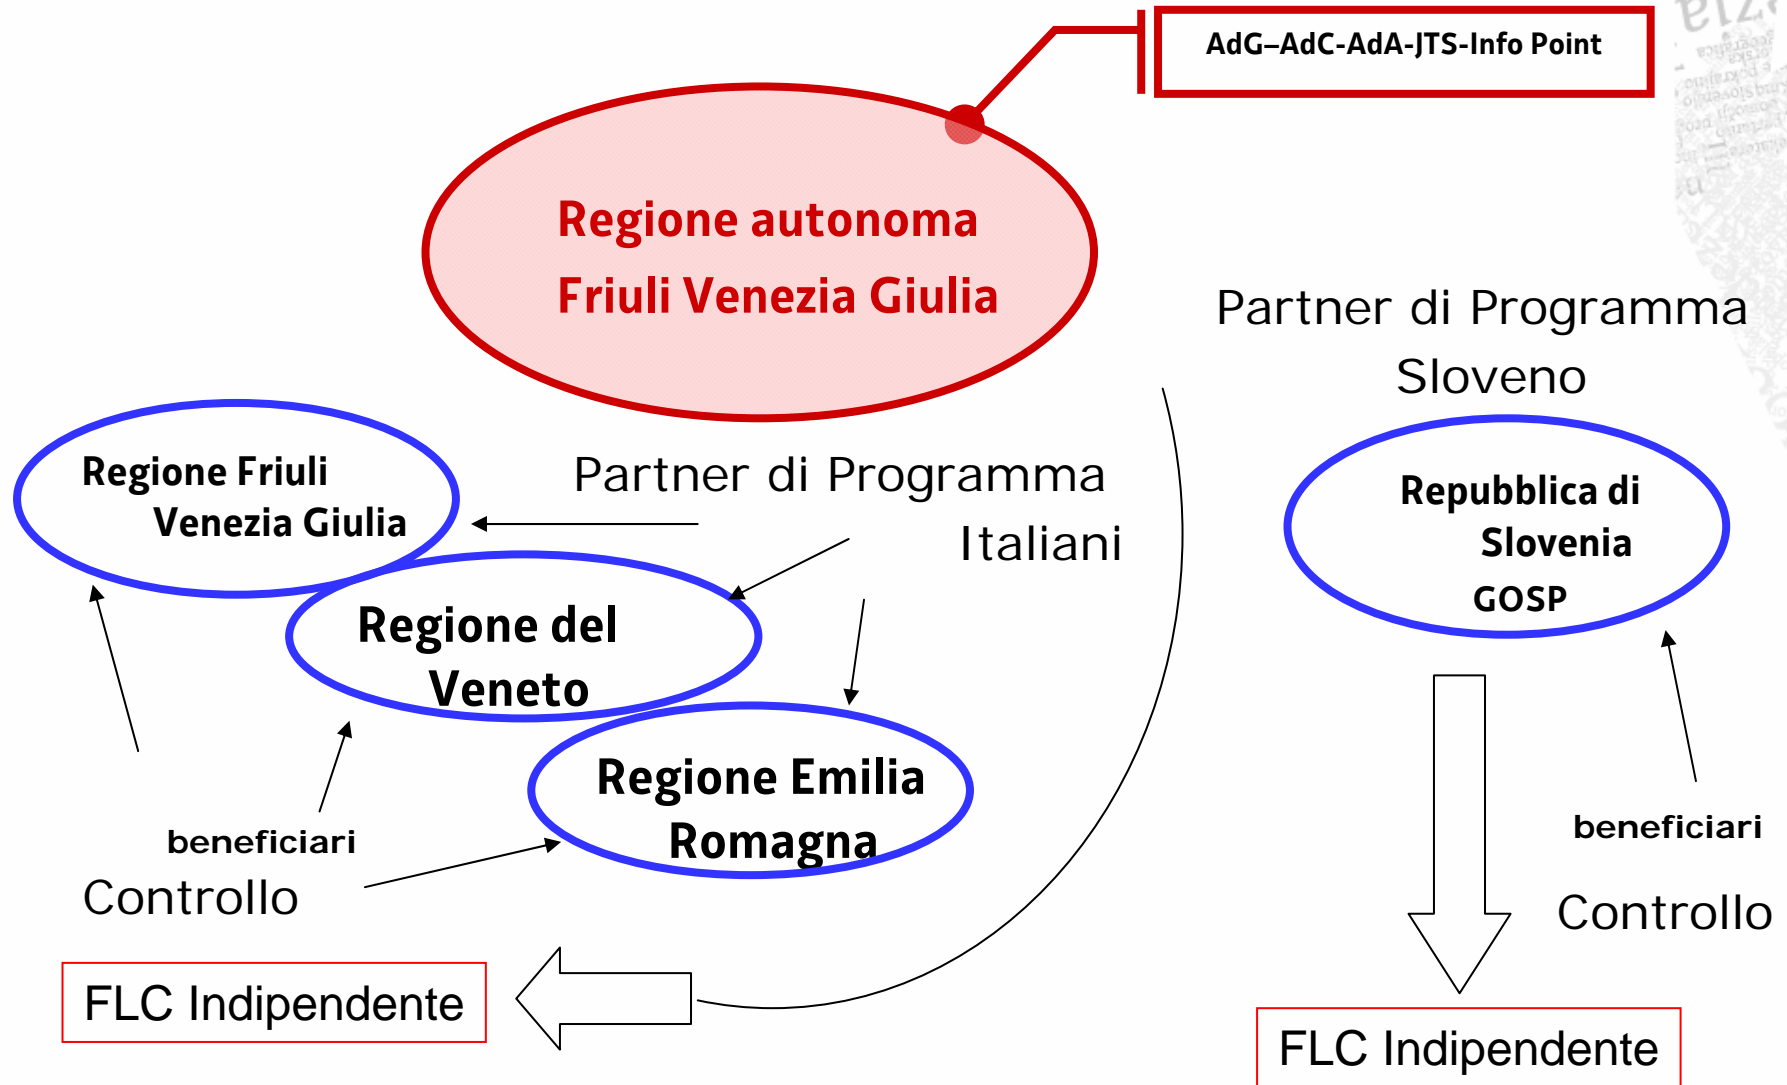 AdG–AdC-AdA-JTS-Info Point
Regione autonoma
Friuli Venezia Giulia
Partner di Programma
Sloveno
Regione Friuli
Venezia Giulia
Partner di Programma
Italiani
Repubblica di
Slovenia
GOSP
Regione del
Veneto
Regione Emilia
Romagna
beneficiari
Controllo
beneficiari
Controllo
FLC Indipendente
FLC Indipendente